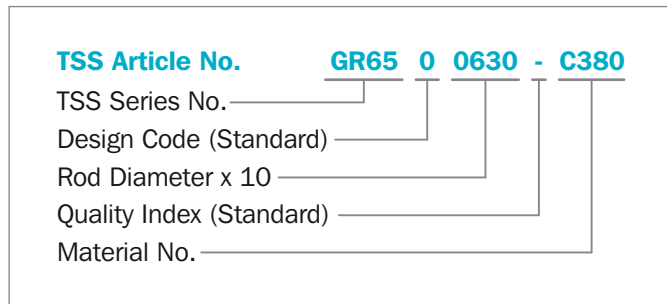 TSS Article No. GR65 0 0630 - C380
TSS Series No.
Design Code (Standard)
Rod Diameter x 10
Quality Index (Standard)
Material No.